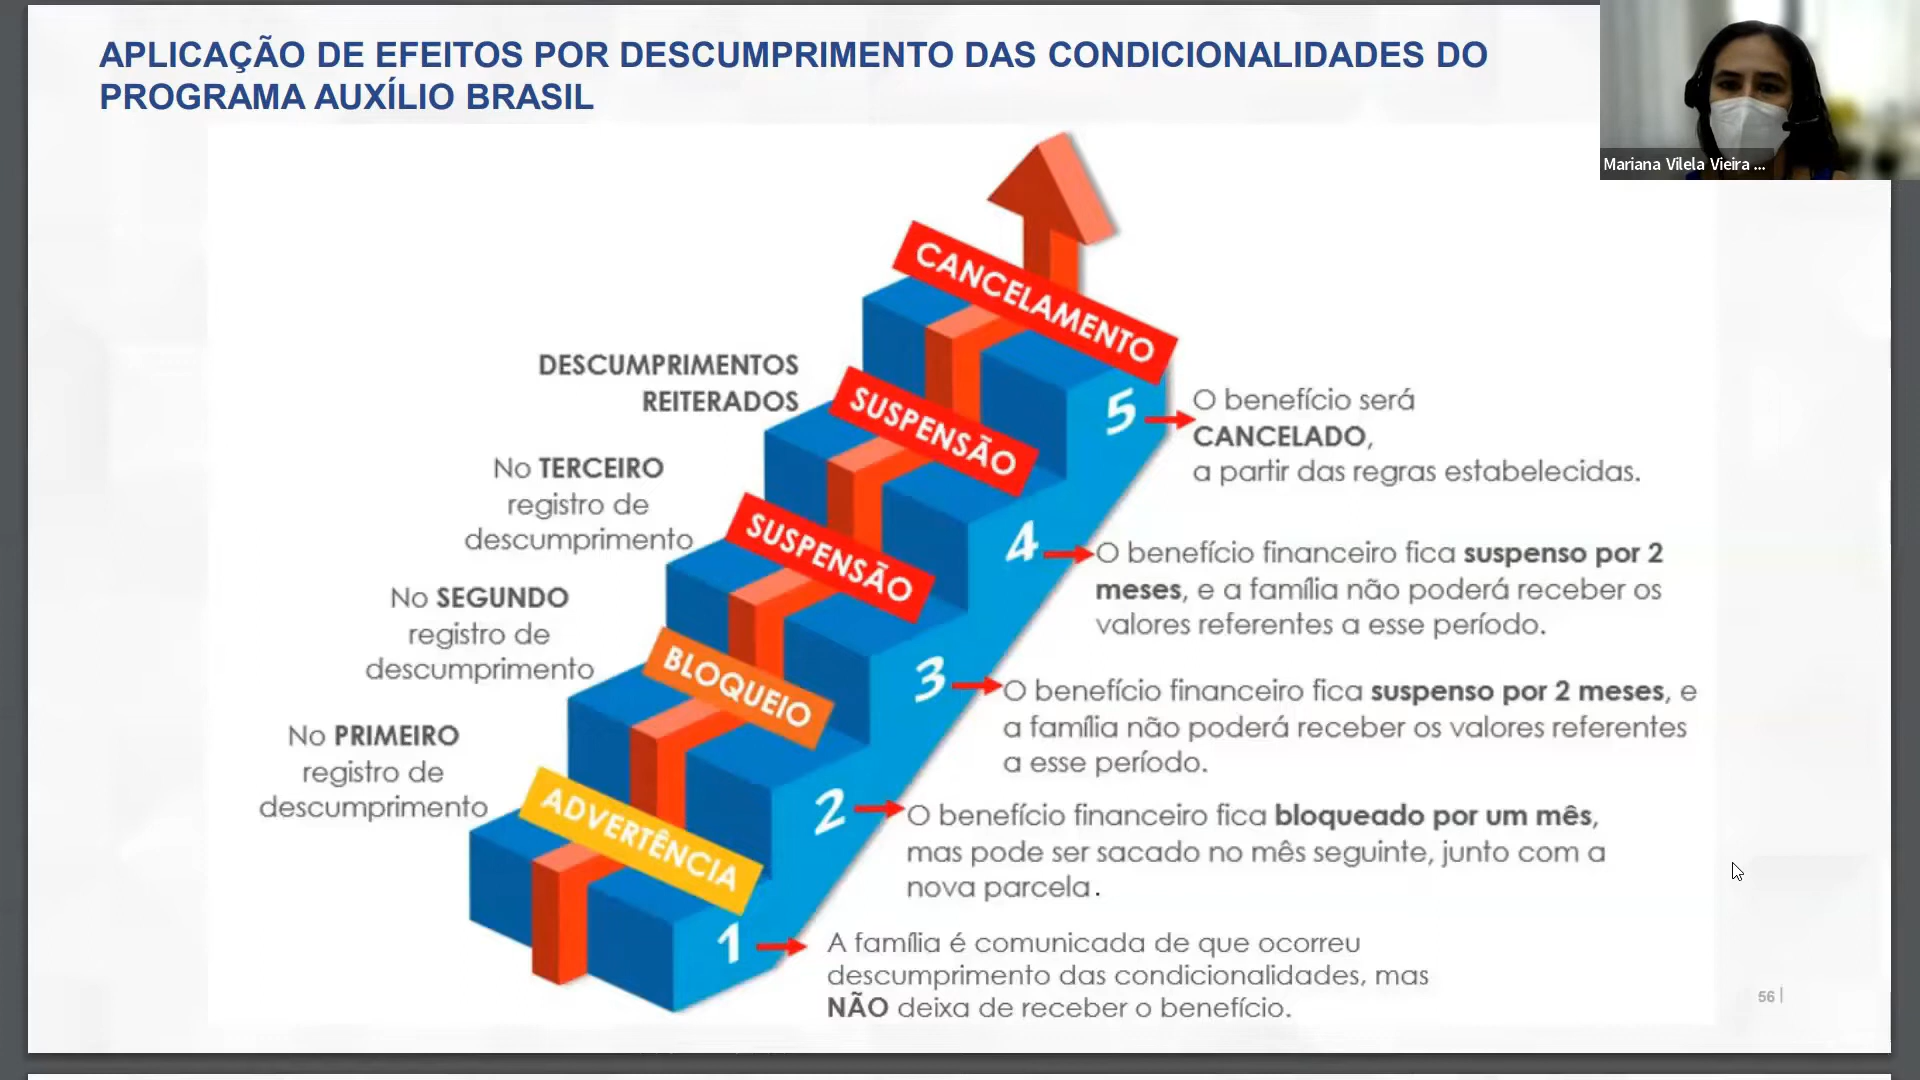 APLICAÇÃO DE EFEITOS POR DESCUMPRIMENTO DAS CONDICIONALIDADES DO
PROGRAMA AUXÍLIO BRASIL
Mariana Vilela Vieira ...
CANCELAMENTO
DESCUMPRIMENTOS
REITERADOS
SUSPENSÃO
5
O benefício será
CANCELADO,
a partir das regras estabelecidas.
No TERCEIRO
registro de
descumprimento
SUSPENSÃO
4
O benefício financeiro fica suspenso por 2
meses, e a família não poderá receber os
valores referentes a esse período.
No SEGUNDO
registro de
descumprimento
BLOQUEIO
3
O benefício financeiro fica suspenso por 2 meses, e
a família não poderá receber os valores referentes
a esse período.
No PRIMEIRO
registro de
descumprimento
ADVERTÊNCIA
2
O benefício financeiro fica bloqueado por um mês,
mas pode ser sacado no mês seguinte, junto com a
nova parcela.
1
A família é comunicada de que ocorreu
descumprimento das condicionalidades, mas
NÃO deixa de receber o benefício.
56 |